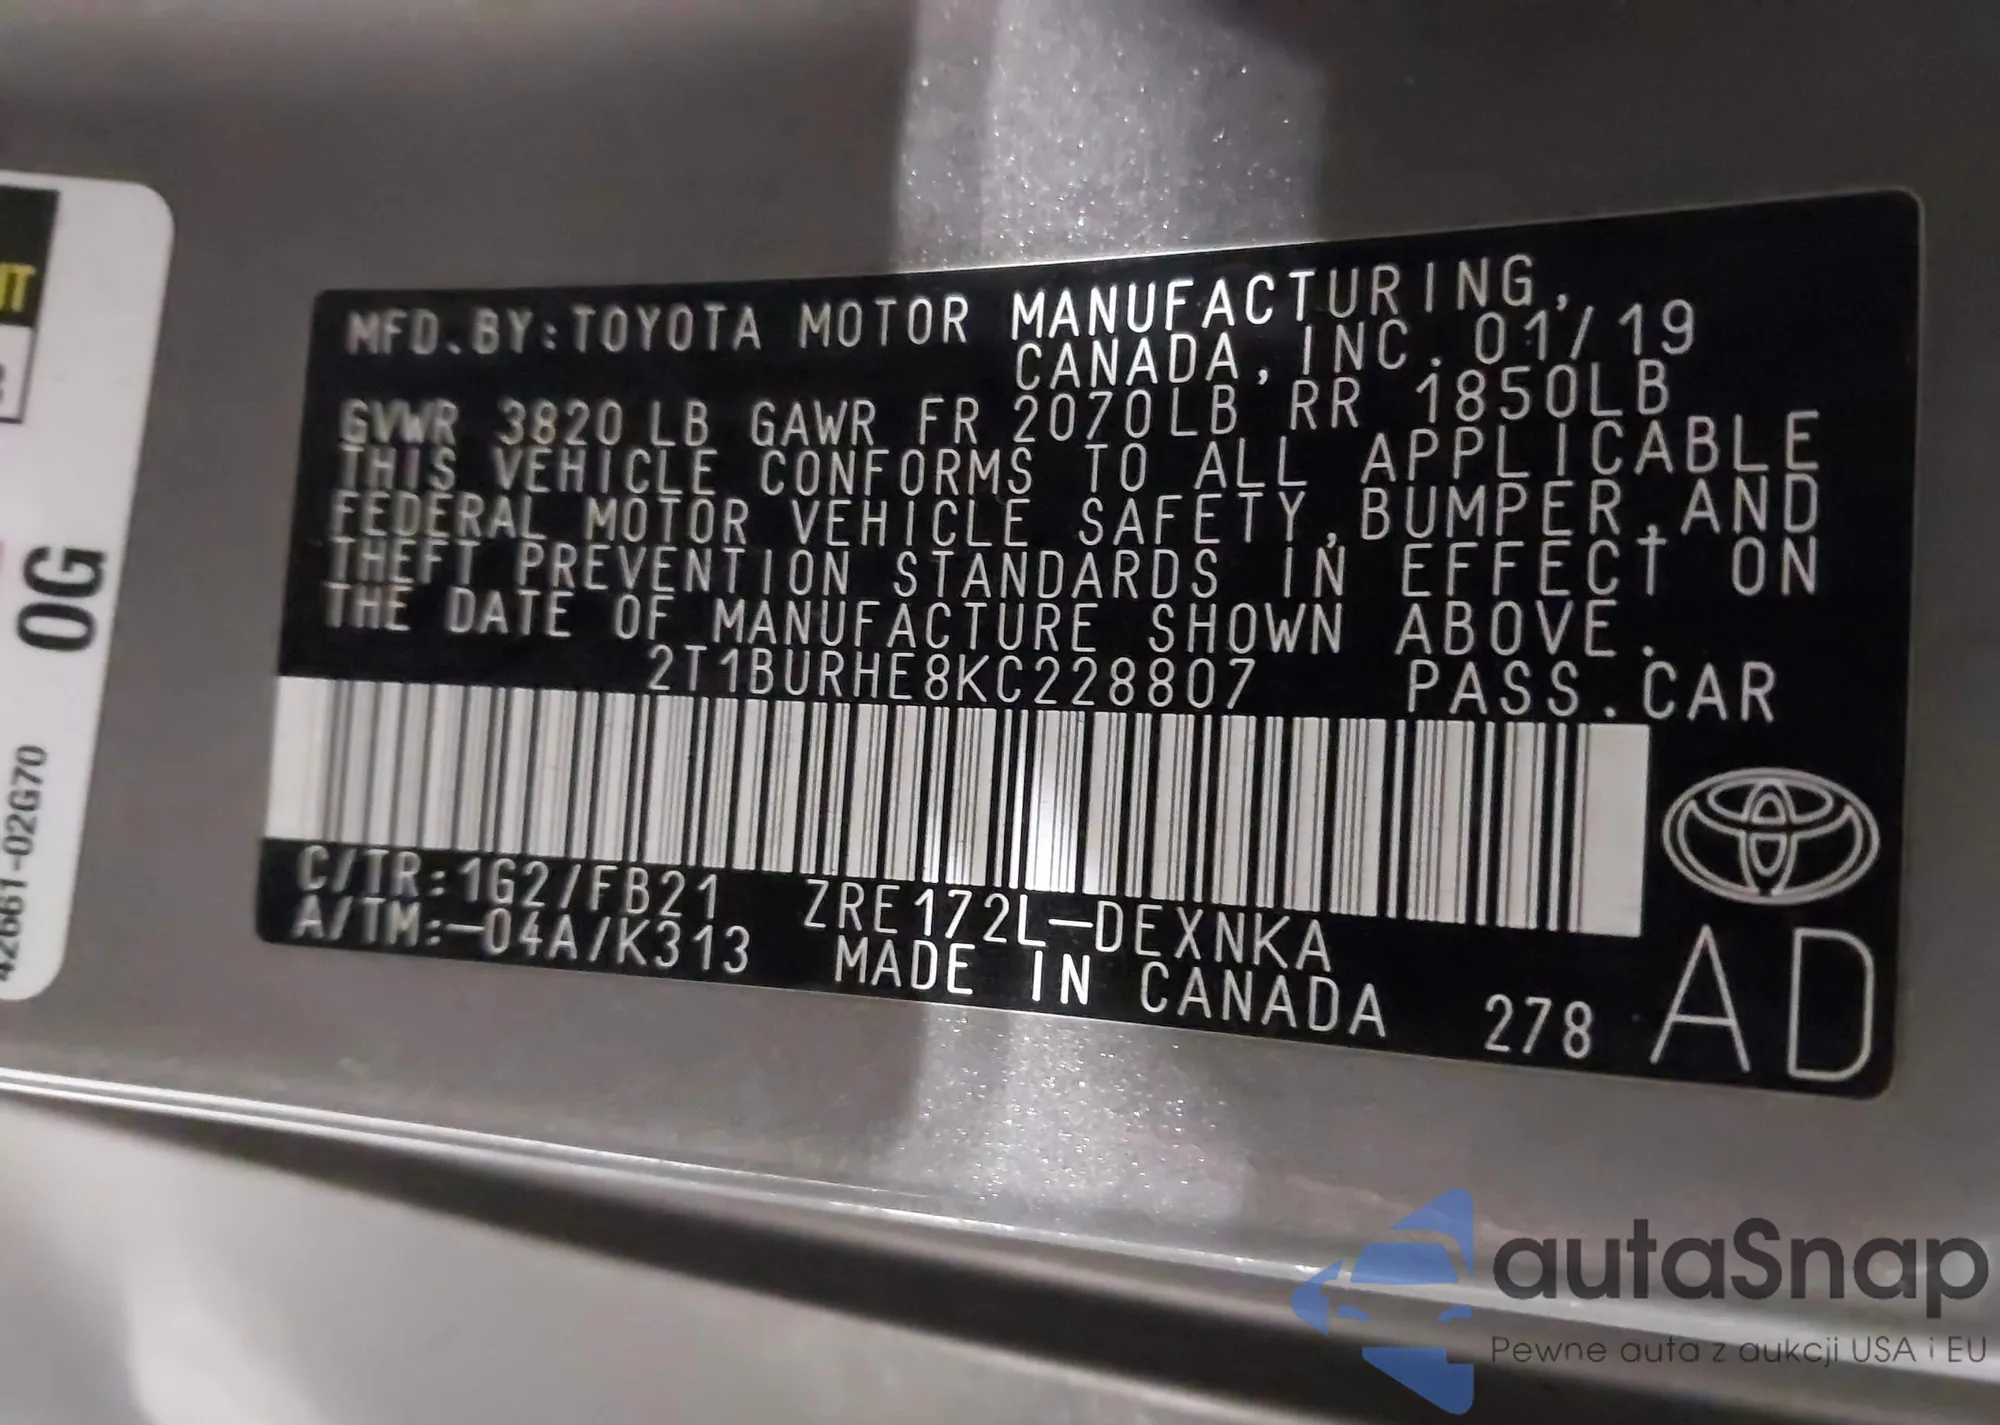 MFD.BY:TOYOTA MOTOR MANUFACTURING,
CANADA, INC. 01/19
GVWR 3820LB GAWR FR 2070LB RR 1850LB
THIS VEHICLE CONFORMS TO ALL APPLICABLE
FEDERAL MOTOR VEHICLE SAFETY,BUMPER,AND
THEFT PREVENTION STANDARDS IN EFFECT ON
THE DATE OF MANUFACTURE SHOWN ABOVE.
2T1BURHE8KC228807 PASS.CAR
C/TR:1G2/FB21 ZRE172L-DEXNKA
A/TM:-04A/K313 MADE IN CANADA 278 AD
0G
42661-02G70
autaSnap
Pewne auta z aukcji USA i EU